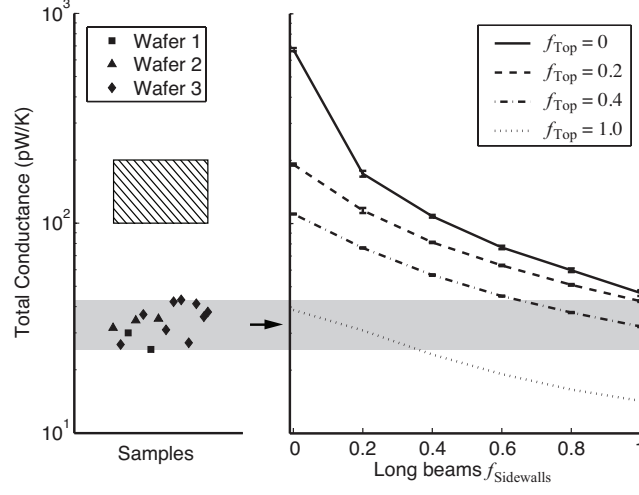 10^3
10^2
10^1
Total Conductance (pW/K)
Wafer 1
Wafer 2
Wafer 3
Samples
f_Top = 0
f_Top = 0.2
f_Top = 0.4
f_Top = 1.0
0 0.2 0.4 0.6 0.8 1
Long beams f_Sidewalls